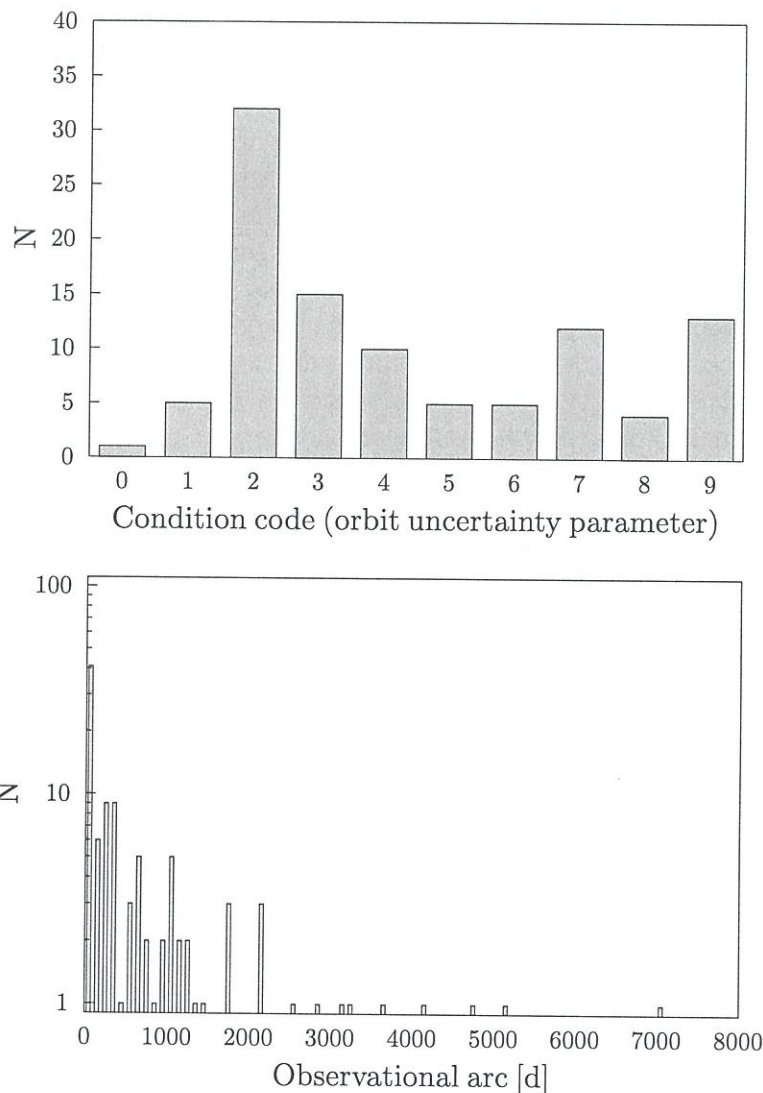 40
35
30
25
20
15
10
5
0
N
0 1 2 3 4 5 6 7 8 9
Condition code (orbit uncertainty parameter)
100
10
1
N
0 1000 2000 3000 4000 5000 6000 7000 8000
Observational arc [d]